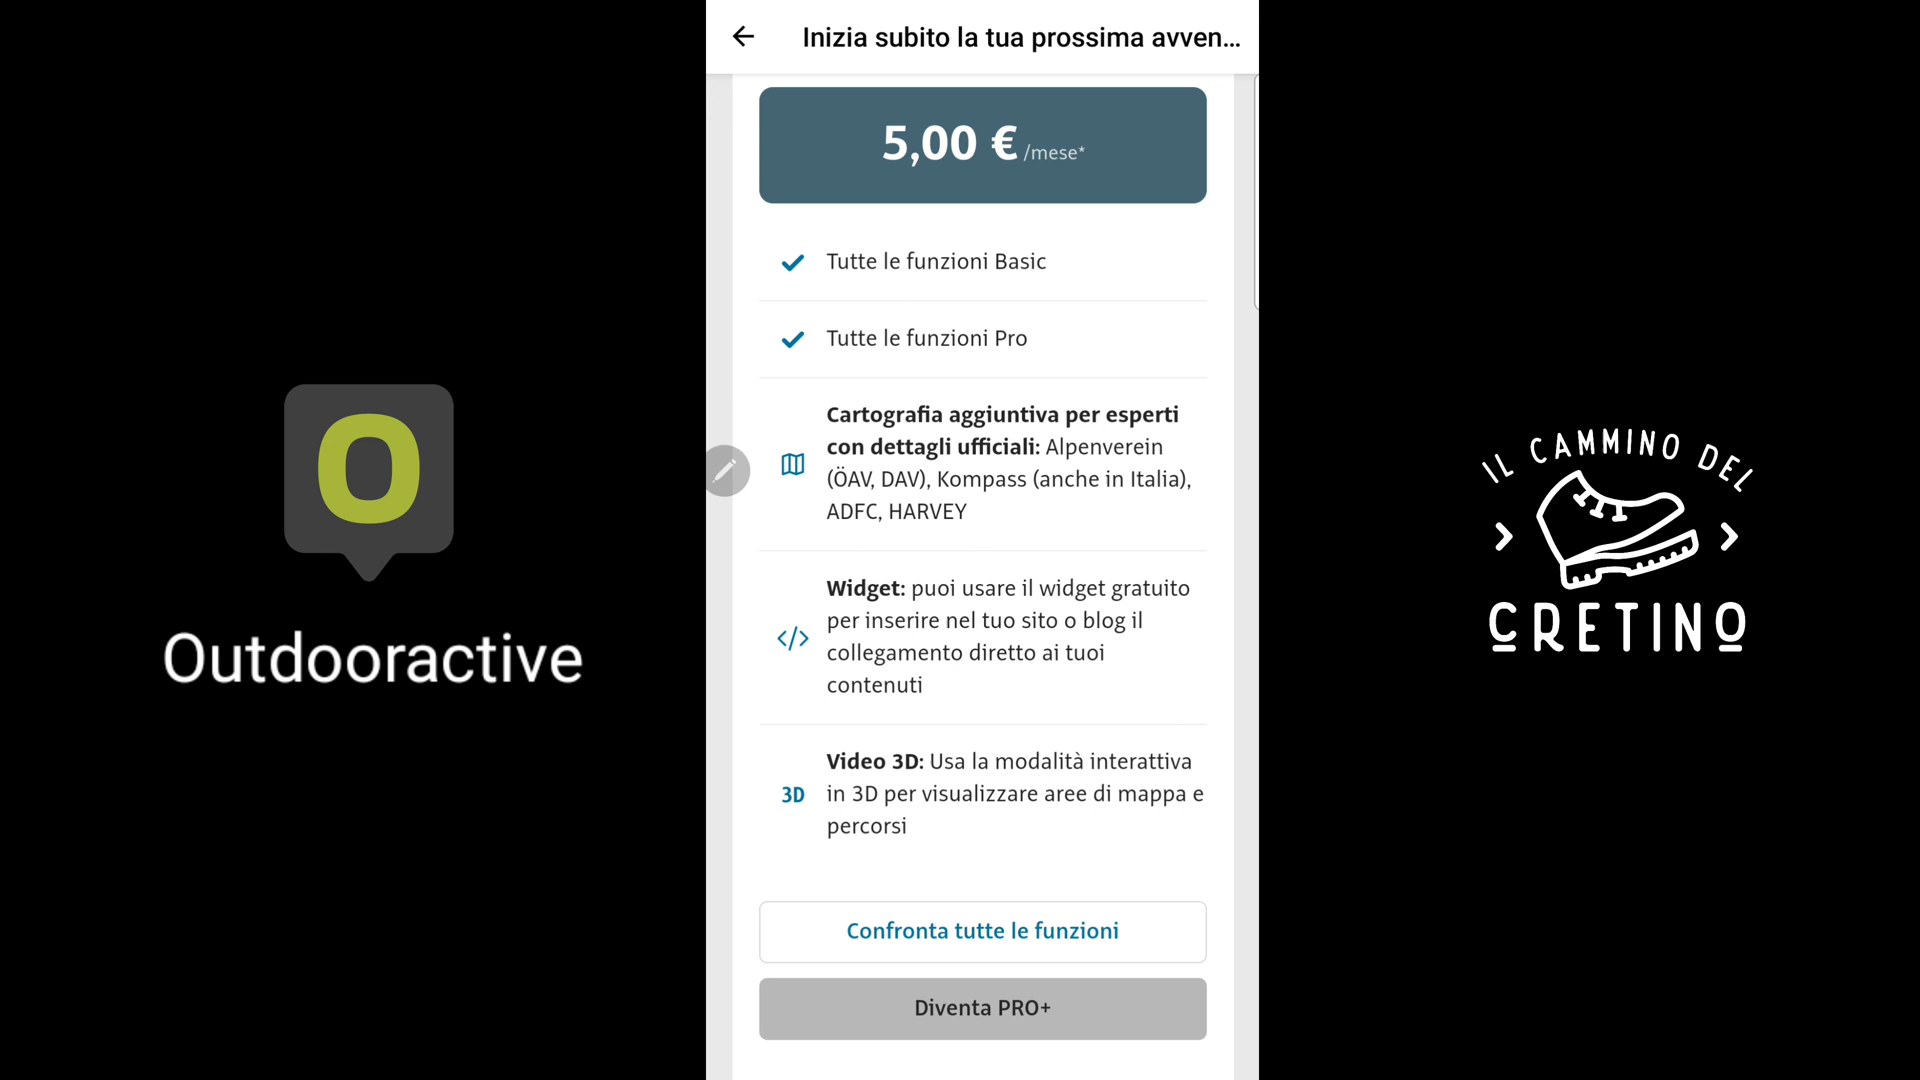 Inizia subito la tua prossima avven...
5,00 € /mese*
Tutte le funzioni Basic
Tutte le funzioni Pro
Cartografia aggiuntiva per esperti
con dettagli ufficiali: Alpenverein
(ÖAV, DAV), Kompass (anche in Italia),
ADFC, HARVEY
</>
Widget: puoi usare il widget gratuito
per inserire nel tuo sito o blog il
collegamento diretto ai tuoi
contenuti
3D
Video 3D: Usa la modalità interattiva
in 3D per visualizzare aree di mappa e
percorsi
Confronta tutte le funzioni
Diventa PRO+
O
Outdooractive
IL CAMMINO DEL
CRETINO